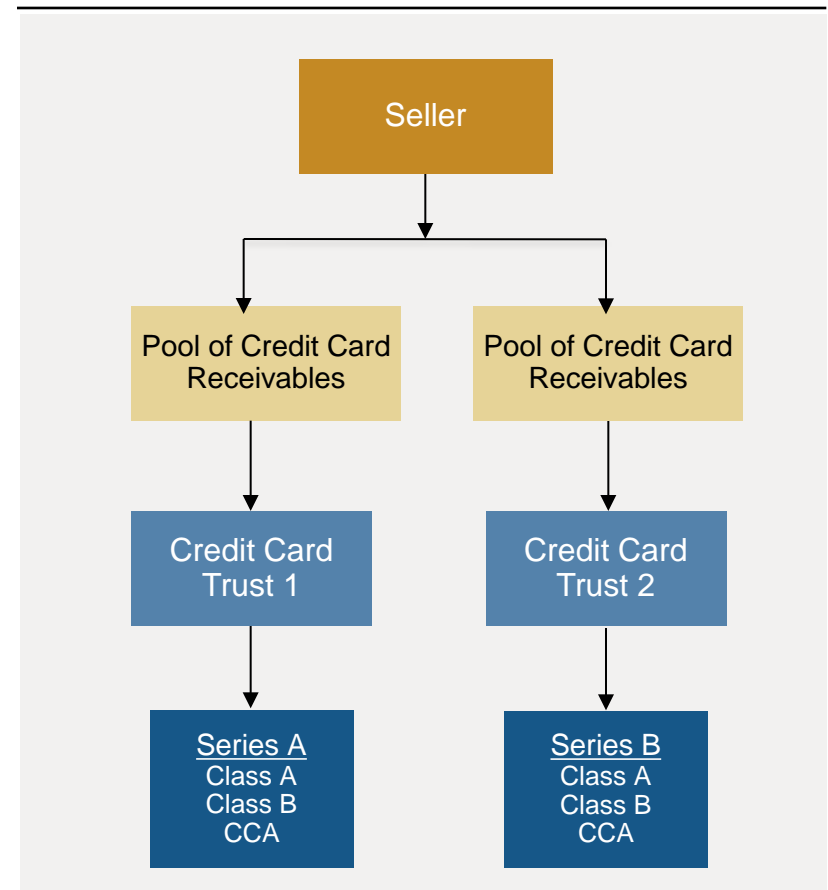 Seller
Pool of Credit Card
Receivables
Pool of Credit Card
Receivables
Credit Card
Trust 1
Credit Card
Trust 2
Series A
Class A
Class B
CCA
Series B
Class A
Class B
CCA